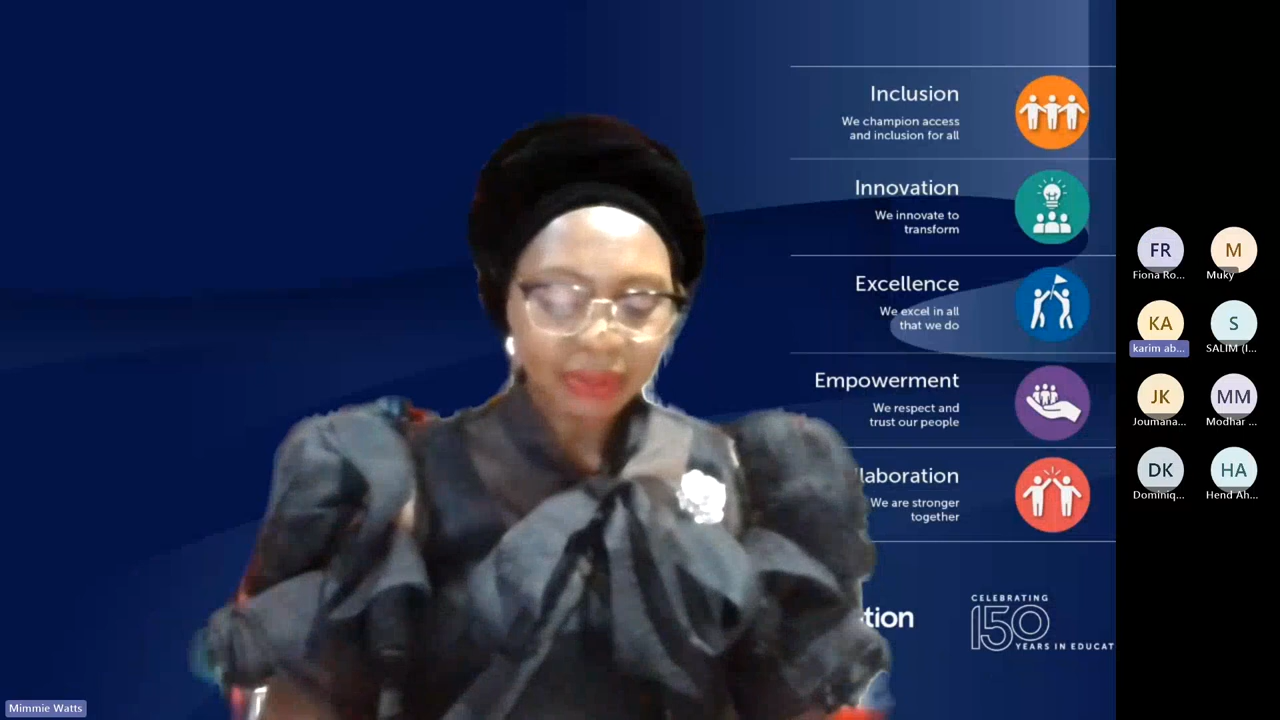 Inclusion
We champion access
and inclusion for all
Innovation
We innovate to
transform
Excellence
We excel in all
that we do
Empowerment
We respect and
trust our people
laboration
We are stronger
together
tion
CELEBRATING
150
YEARS IN EDUCAT
Mimmie Watts
FR
Fiona Ro...
M
Muky
KA
karim ab...
S
SALIM (I...
JK
Joumana...
MM
Modhar ...
DK
Dominiq...
HA
Hend Ah...